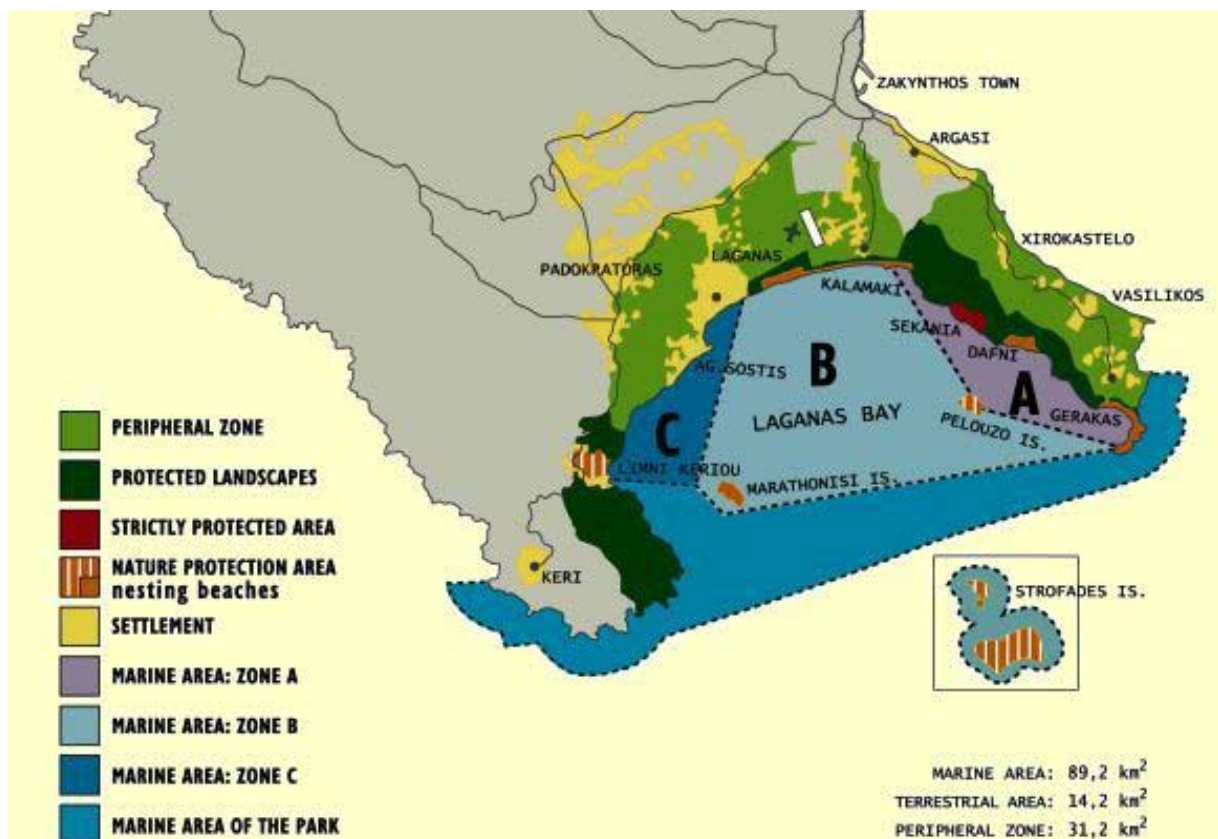 ZAKYNTHOS TOWN
ARGASI
XIROKASTELO
LAGANAS
PADOKRATORAS
KALAMAKI
VASILIKOS
SEKANIA
DAFNI
AG.SOSTIS
B
A
LAGANAS BAY
GERAKAS
PELOUZO IS.
C
LIMNI KERIOU
MARATHONISI IS.
KERI
STROFADES IS.
PERIPHERAL ZONE
PROTECTED LANDSCAPES
STRICTLY PROTECTED AREA
NATURE PROTECTION AREA
nesting beaches
SETTLEMENT
MARINE AREA: ZONE A
MARINE AREA: ZONE B
MARINE AREA: ZONE C
MARINE AREA OF THE PARK
MARINE AREA: 89,2 km²
TERRESTRIAL AREA: 14,2 km²
PERIPHERAL ZONE: 31,2 km²